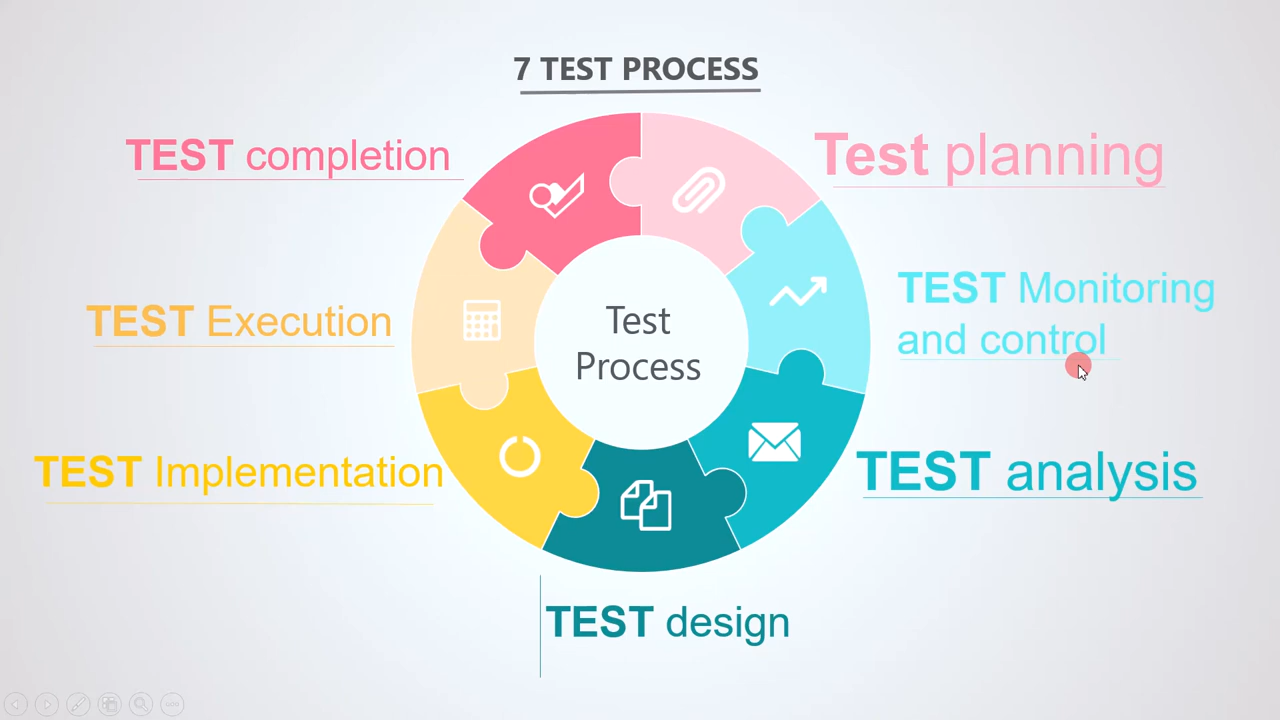 7 TEST PROCESS
TEST completion
Test planning
TEST Monitoring
and control
TEST Execution
Test
Process
TEST Implementation
TEST analysis
TEST design